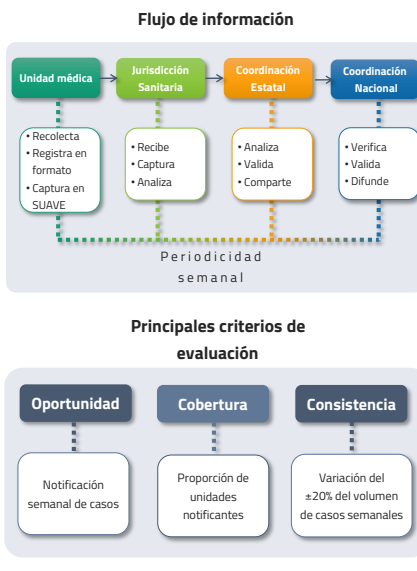 Flujo de información
Unidad médica
Jurisdicción
Sanitaria
Coordinación
Estatal
Coordinación
Nacional
• Recolecta
• Registra en
formato
• Captura en
SUAVE
• Recibe
• Captura
• Analiza
• Analiza
• Valida
• Comparte
• Verifica
• Valida
• Difunde
Periodicidad
semanal
Principales criterios de
evaluación
Oportunidad
Cobertura
Consistencia
Notificación
semanal de casos
Proporción de
unidades
notificantes
Variación del
±20% del volumen
de casos semanales